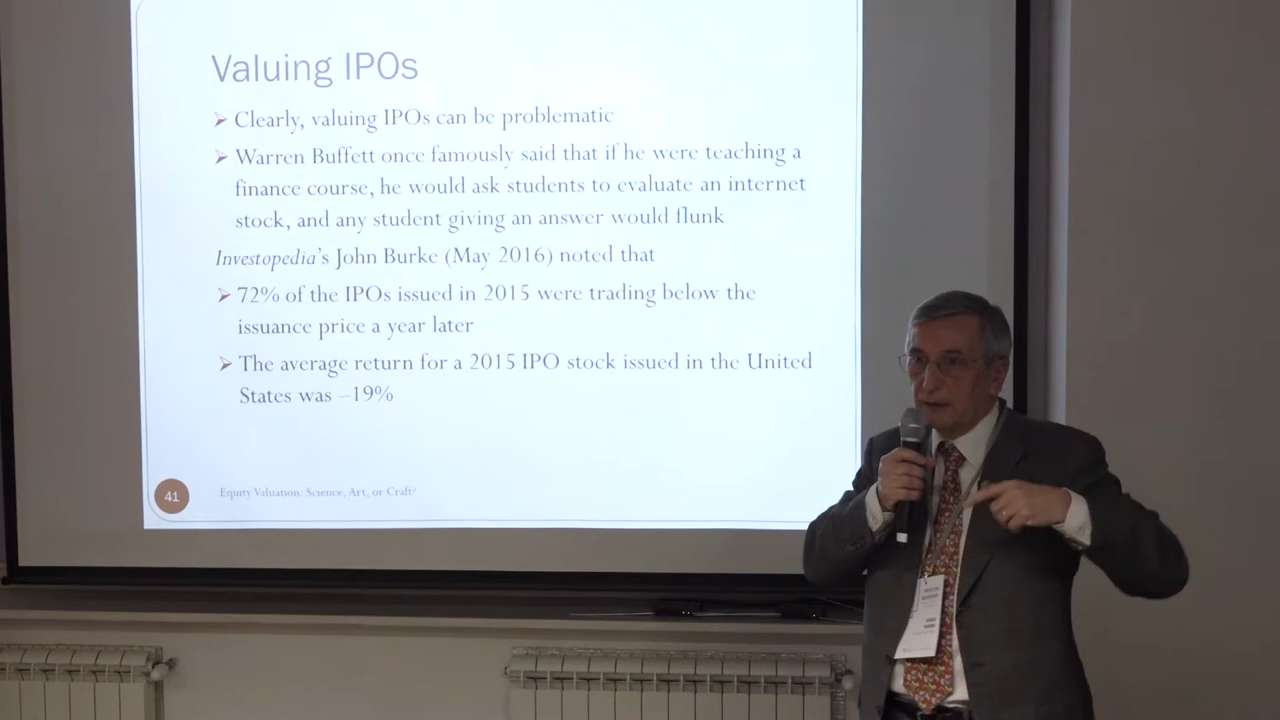 Valuing IPOs
➢ Clearly, valuing IPOs can be problematic
➢ Warren Buffett once famously said that if he were teaching a
finance course, he would ask students to evaluate an internet
stock, and any student giving an answer would flunk
Investopedia's John Burke (May 2016) noted that
➢ 72% of the IPOs issued in 2015 were trading below the
issuance price a year later
➢ The average return for a 2015 IPO stock issued in the United
States was –19%
41
Equity Valuation: Science, Art, or Craft?